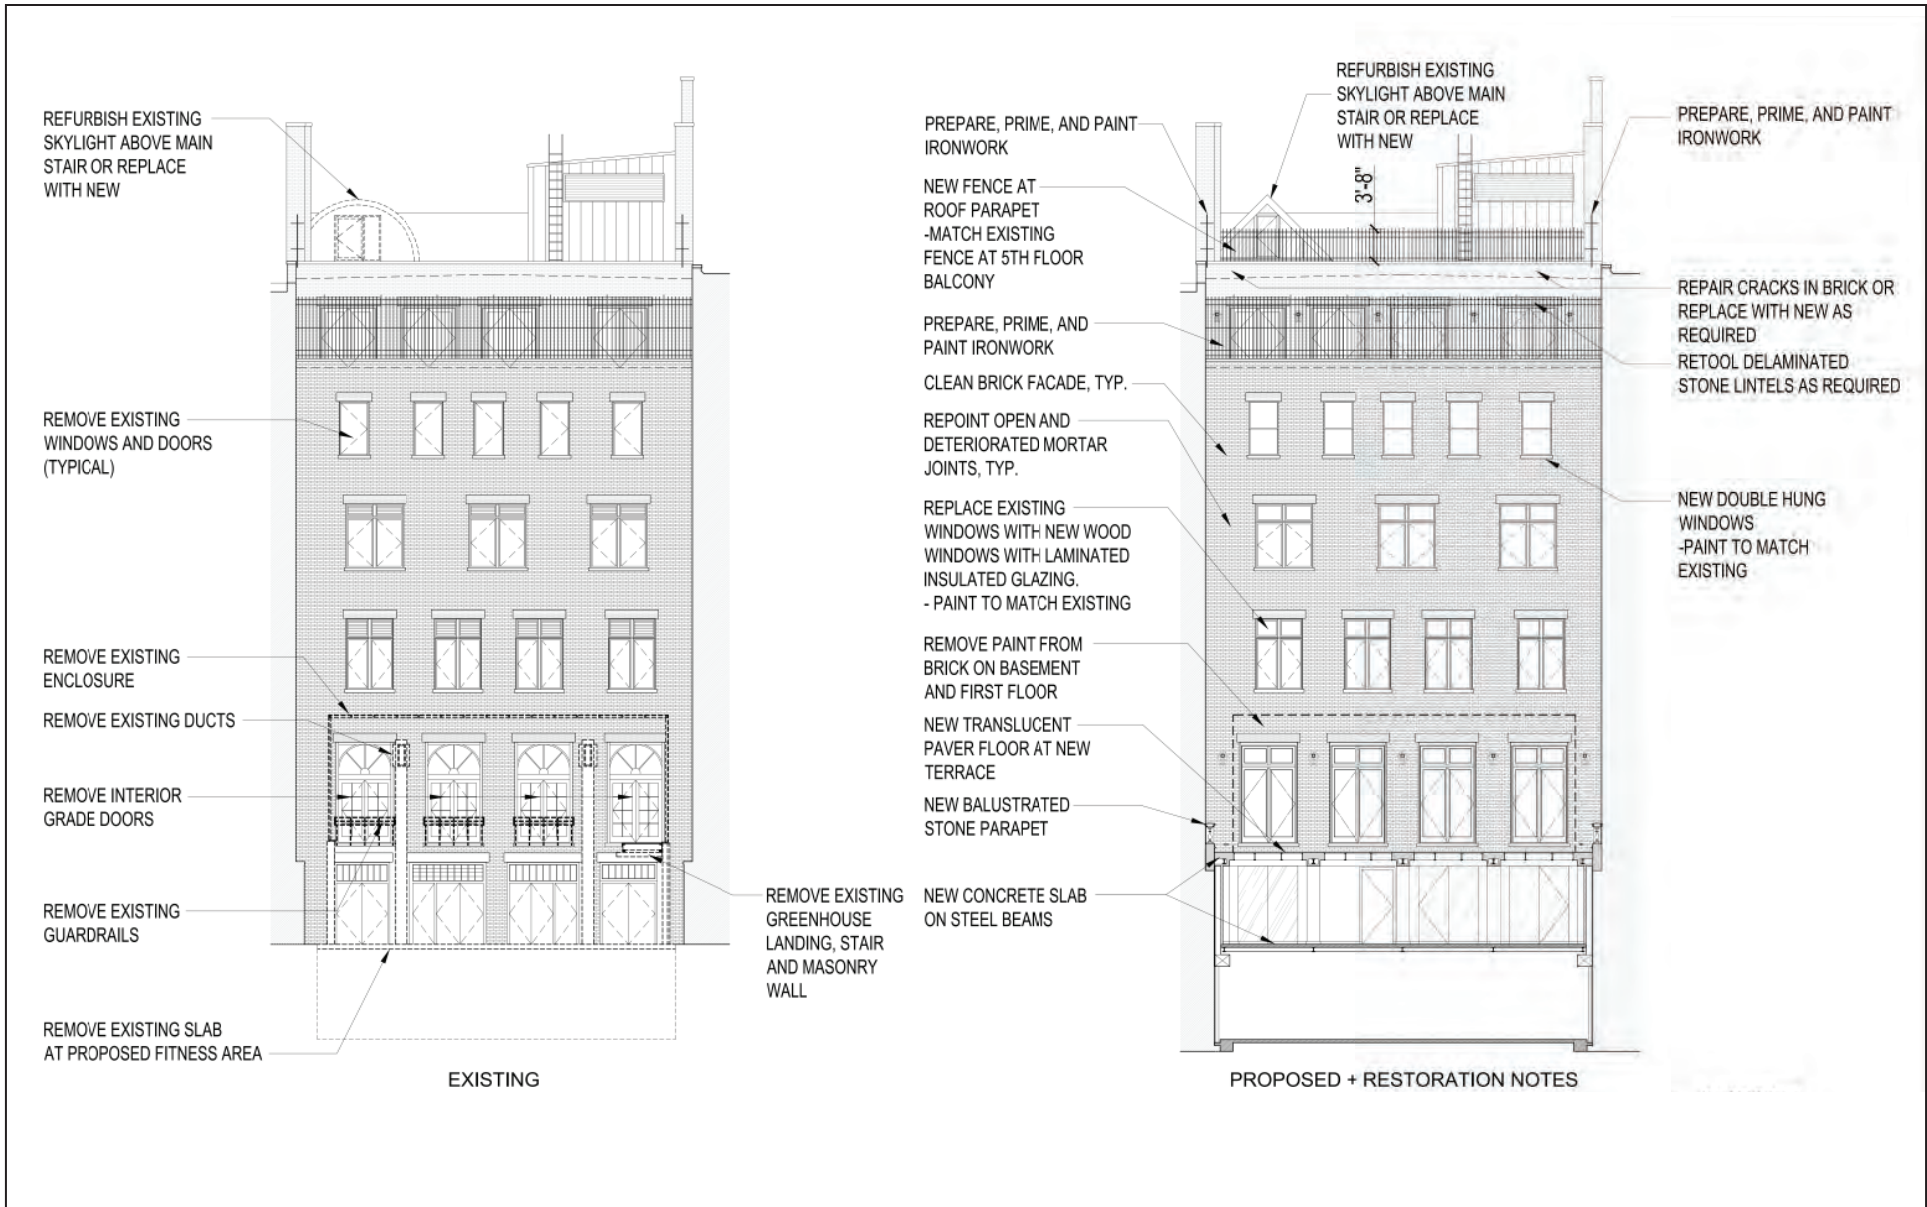 REFURBISH EXISTING
SKYLIGHT ABOVE MAIN
STAIR OR REPLACE
WITH NEW
REMOVE EXISTING
WINDOWS AND DOORS
(TYPICAL)
REMOVE EXISTING
ENCLOSURE
REMOVE EXISTING DUCTS
REMOVE INTERIOR
GRADE DOORS
REMOVE EXISTING
GUARDRAILS
REMOVE EXISTING SLAB
AT PROPOSED FITNESS AREA
REMOVE EXISTING
GREENHOUSE
LANDING, STAIR
AND MASONRY
WALL
EXISTING
PREPARE, PRIME, AND PAINT
IRONWORK
NEW FENCE AT
ROOF PARAPET
-MATCH EXISTING
FENCE AT 5TH FLOOR
BALCONY
PREPARE, PRIME, AND
PAINT IRONWORK
CLEAN BRICK FACADE, TYP.
REPOINT OPEN AND
DETERIORATED MORTAR
JOINTS, TYP.
REPLACE EXISTING
WINDOWS WITH NEW WOOD
WINDOWS WITH LAMINATED
INSULATED GLAZING.
- PAINT TO MATCH EXISTING
REMOVE PAINT FROM
BRICK ON BASEMENT
AND FIRST FLOOR
NEW TRANSLUCENT
PAVER FLOOR AT NEW
TERRACE
NEW BALUSTRATED
STONE PARAPET
NEW CONCRETE SLAB
ON STEEL BEAMS
REFURBISH EXISTING
SKYLIGHT ABOVE MAIN
STAIR OR REPLACE
WITH NEW
3'-8"
PREPARE, PRIME, AND PAINT
IRONWORK
REPAIR CRACKS IN BRICK OR
REPLACE WITH NEW AS
REQUIRED
RETOOL DELAMINATED
STONE LINTELS AS REQUIRED
NEW DOUBLE HUNG
WINDOWS
-PAINT TO MATCH
EXISTING
PROPOSED + RESTORATION NOTES